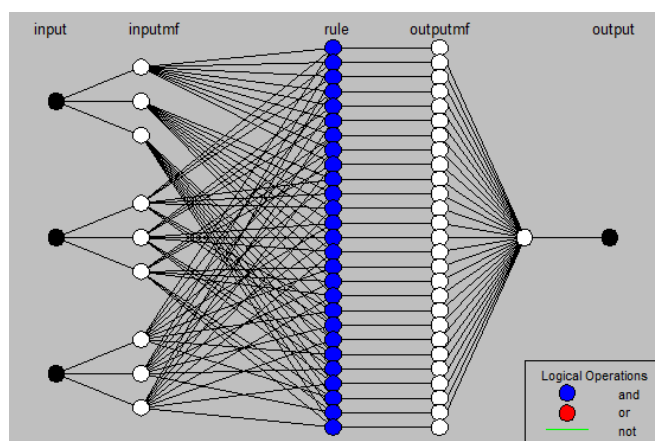 input inputmf rule outputmf output
Logical Operations
and
or
not